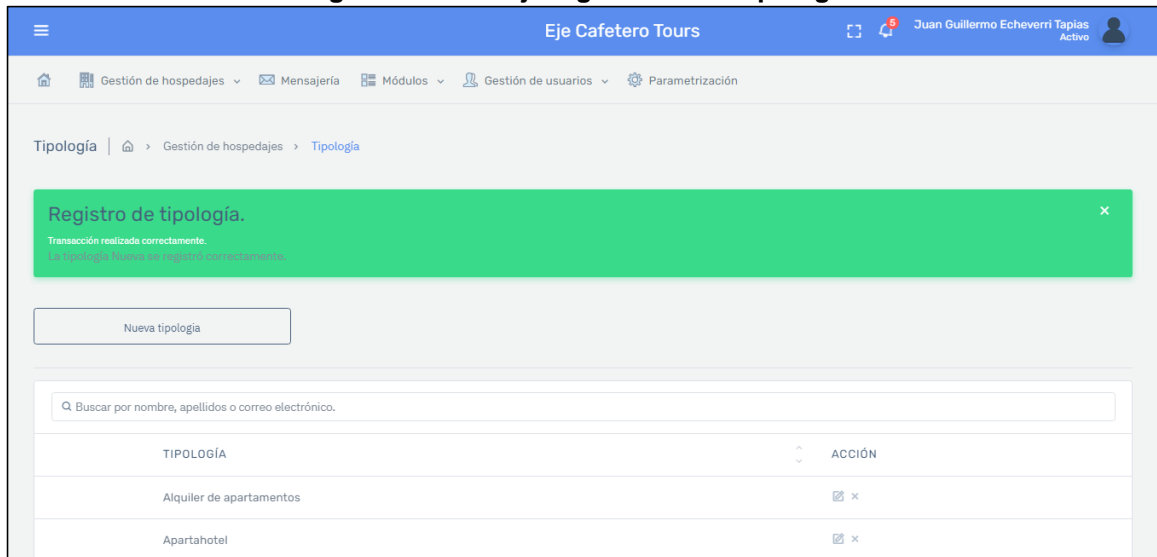 Eje Cafetero Tours
5
Juan Guillermo Echeverri Tapias
Activo
Gestión de hospedajes
Mensajería
Módulos
Gestión de usuarios
Parametrización
Tipología
Gestión de hospedajes
Tipología
Registro de tipología.
Transacción realizada correctamente.
La tipología Nueva se registró correctamente.
Nueva tipologia
Buscar por nombre, apellidos o correo electrónico.
TIPOLOGÍA
ACCIÓN
Alquiler de apartamentos
Apartahotel